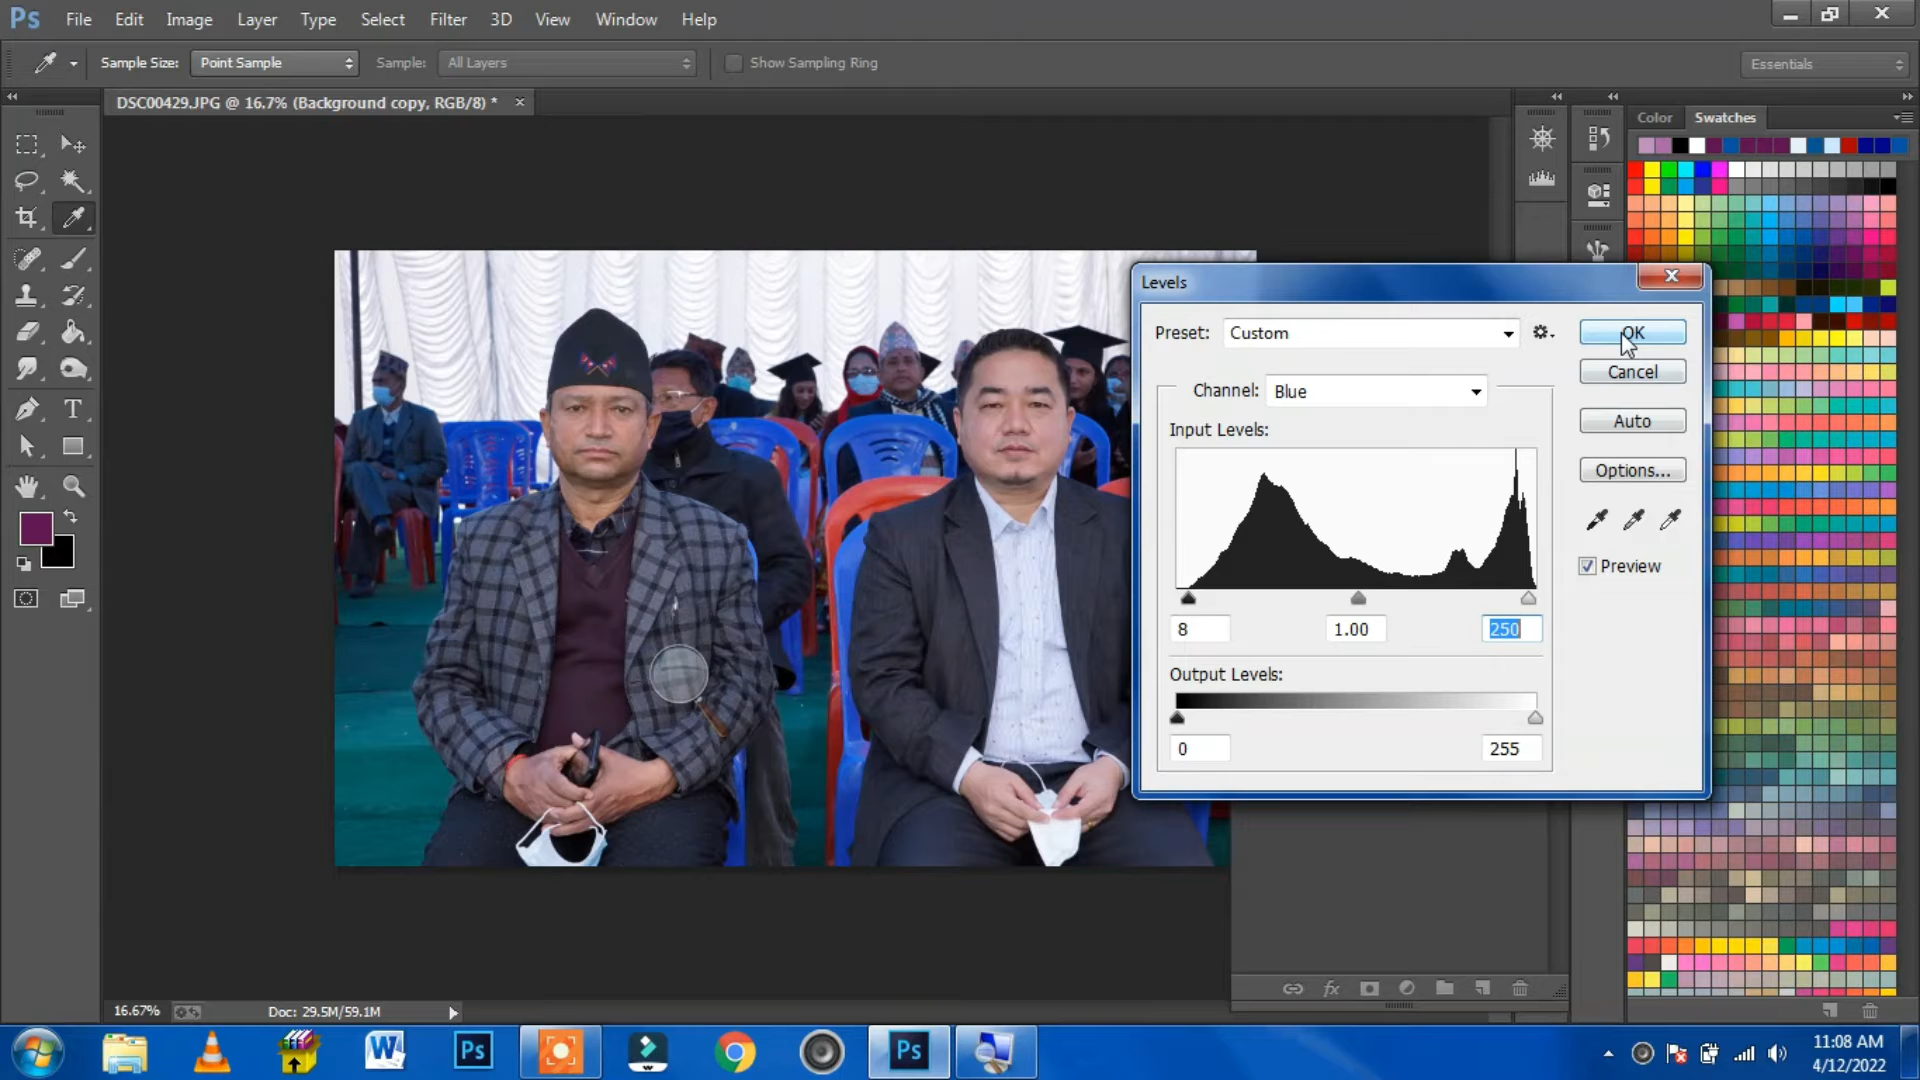 Ps File Edit Image Layer Type Select Filter 3D View Window Help
Sample Size: Point Sample Sample: All Layers Show Sampling Ring Essentials
DSC00429.JPG @ 16.7% (Background copy, RGB/8) * ×
Color Swatches
Levels
Preset: Custom OK
Cancel
Channel: Blue
Auto
Input Levels:
Options...
Preview
8 1.00 250
Output Levels:
0 255
T
fx
16.67% Doc: 29.5M/59.1M
W Ps Ps
11:08 AM
4/12/2022